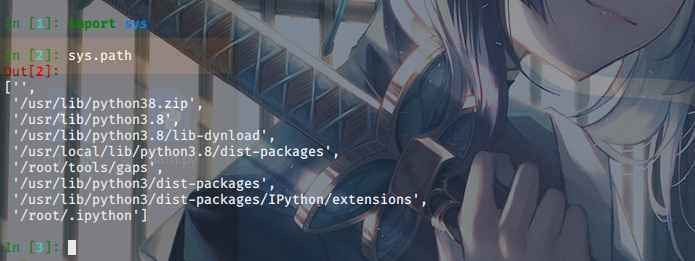 In [1]: import sys
In [2]: sys.path
Out[2]:
['',
'/usr/lib/python38.zip',
'/usr/lib/python3.8',
'/usr/lib/python3.8/lib-dynload',
'/usr/local/lib/python3.8/dist-packages',
'/root/tools/gaps',
'/usr/lib/python3/dist-packages',
'/usr/lib/python3/dist-packages/IPython/extensions',
'/root/.ipython']
In [3]: